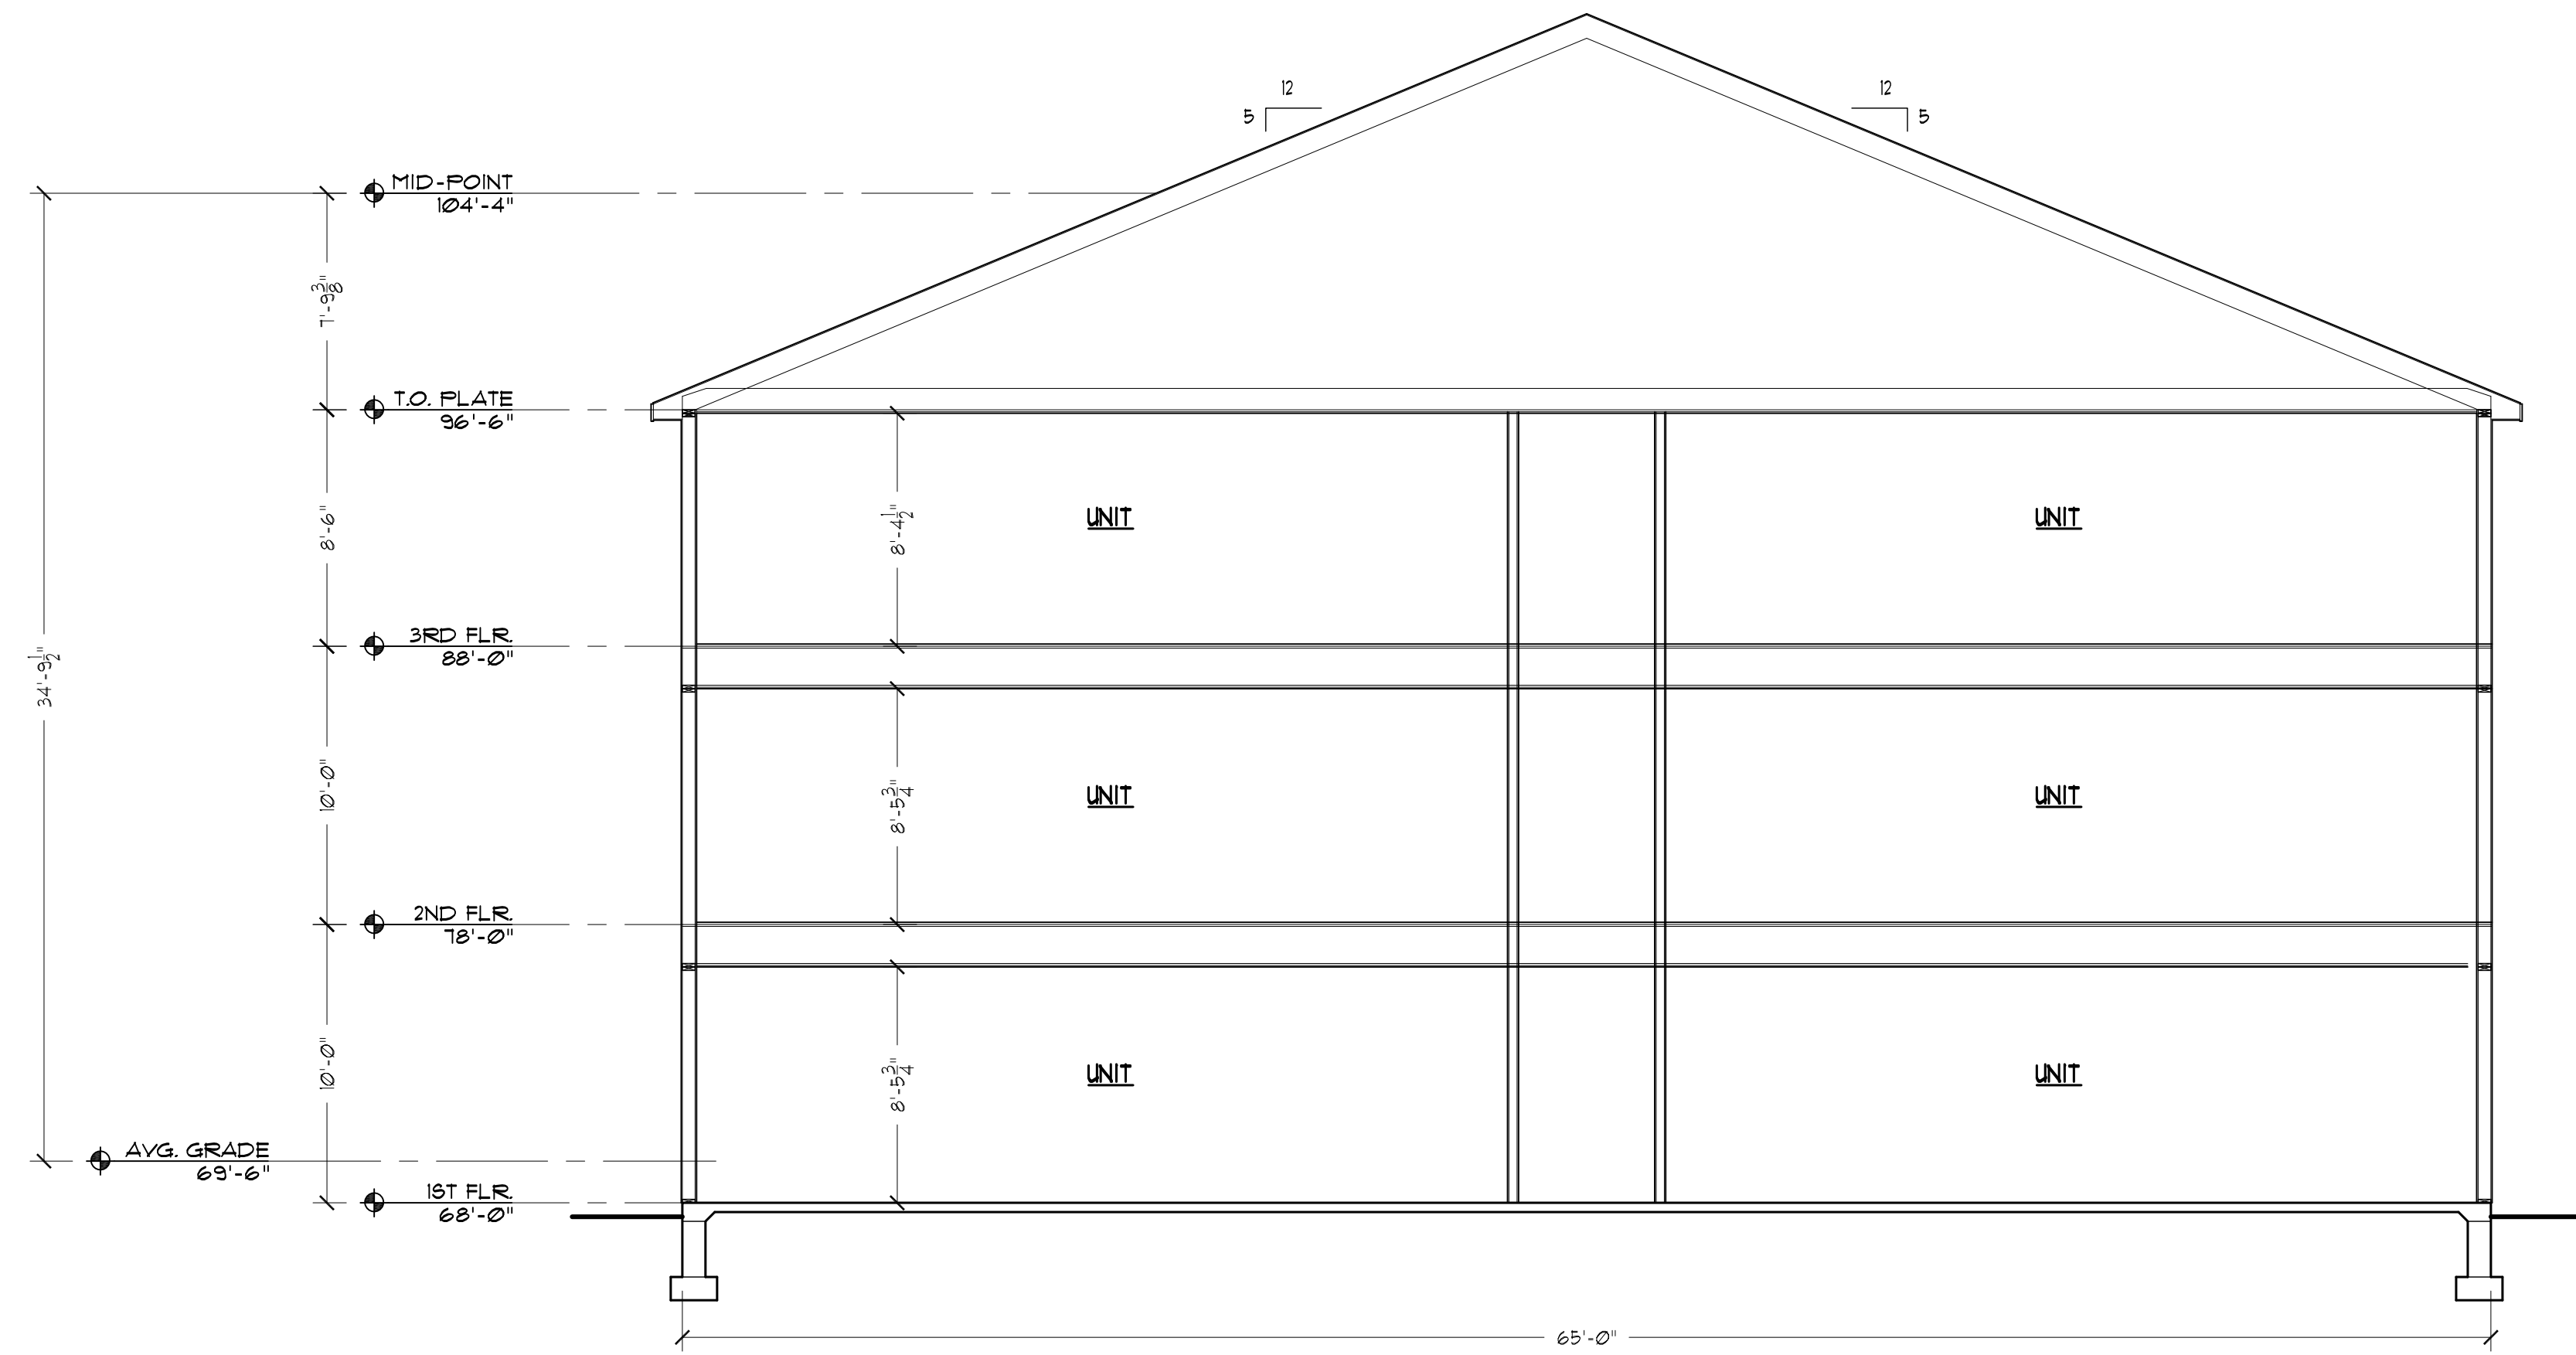 12
5
12
5
MID-POINT
104'-4"
7'-9 3/8"
T.O. PLATE
96'-6"
8'-6"
8'-4 1/2"
UNIT
UNIT
3RD FLR.
88'-0"
34'-9 1/2"
10'-0"
8'-5 3/4"
UNIT
UNIT
2ND FLR.
78'-0"
10'-0"
8'-5 3/4"
UNIT
UNIT
AVG. GRADE
69'-6"
1ST FLR.
68'-0"
65'-0"